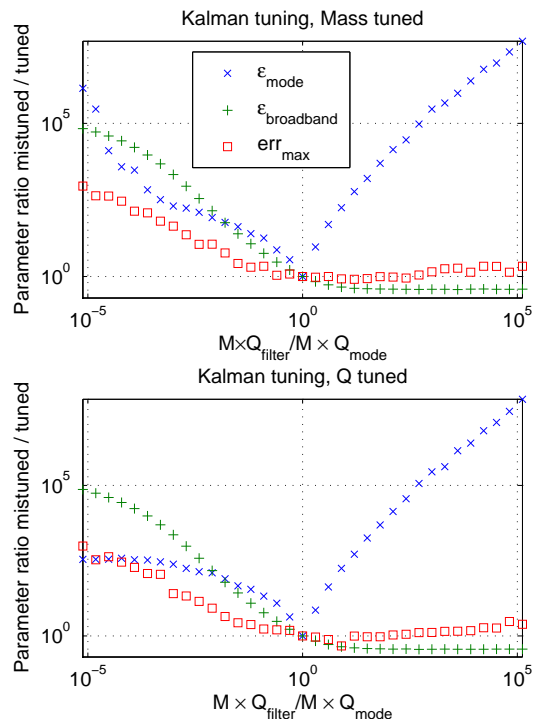 Kalman tuning, Mass tuned
Parameter ratio mistuned / tuned
10^5
10^0
ε_mode
ε_broadband
err_max
10^-5
10^0
10^5
M×Q_filter/M × Q_mode
Kalman tuning, Q tuned
Parameter ratio mistuned / tuned
10^5
10^0
10^-5
10^0
10^5
M × Q_filter/M × Q_mode